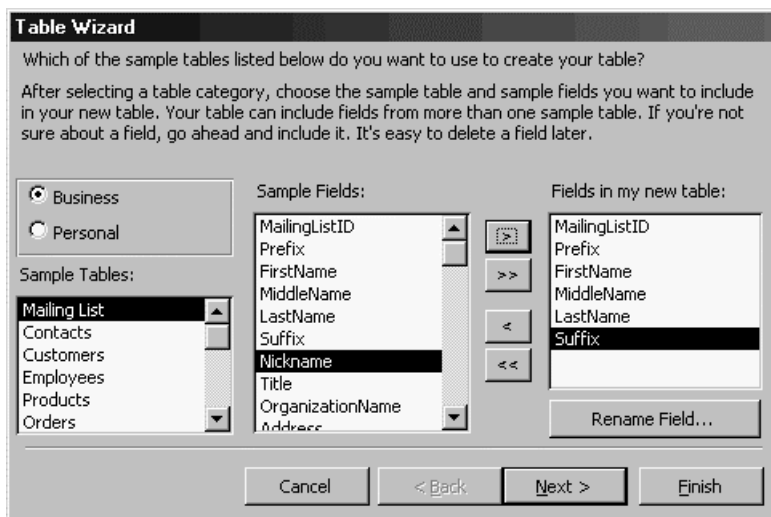 Table Wizard
Which of the sample tables listed below do you want to use to create your table?
After selecting a table category, choose the sample table and sample fields you want to include
in your new table. Your table can include fields from more than one sample table. If you're not
sure about a field, go ahead and include it. It's easy to delete a field later.
Business
Personal
Sample Tables:
Mailing List
Contacts
Customers
Employees
Products
Orders
Sample Fields:
MailingListID
Prefix
FirstName
MiddleName
LastName
Suffix
Nickname
Title
OrganizationName
Address
>
>>
<
<<
Fields in my new table:
MailingListID
Prefix
FirstName
MiddleName
LastName
Suffix
Rename Field...
Cancel
< Back
Next >
Finish